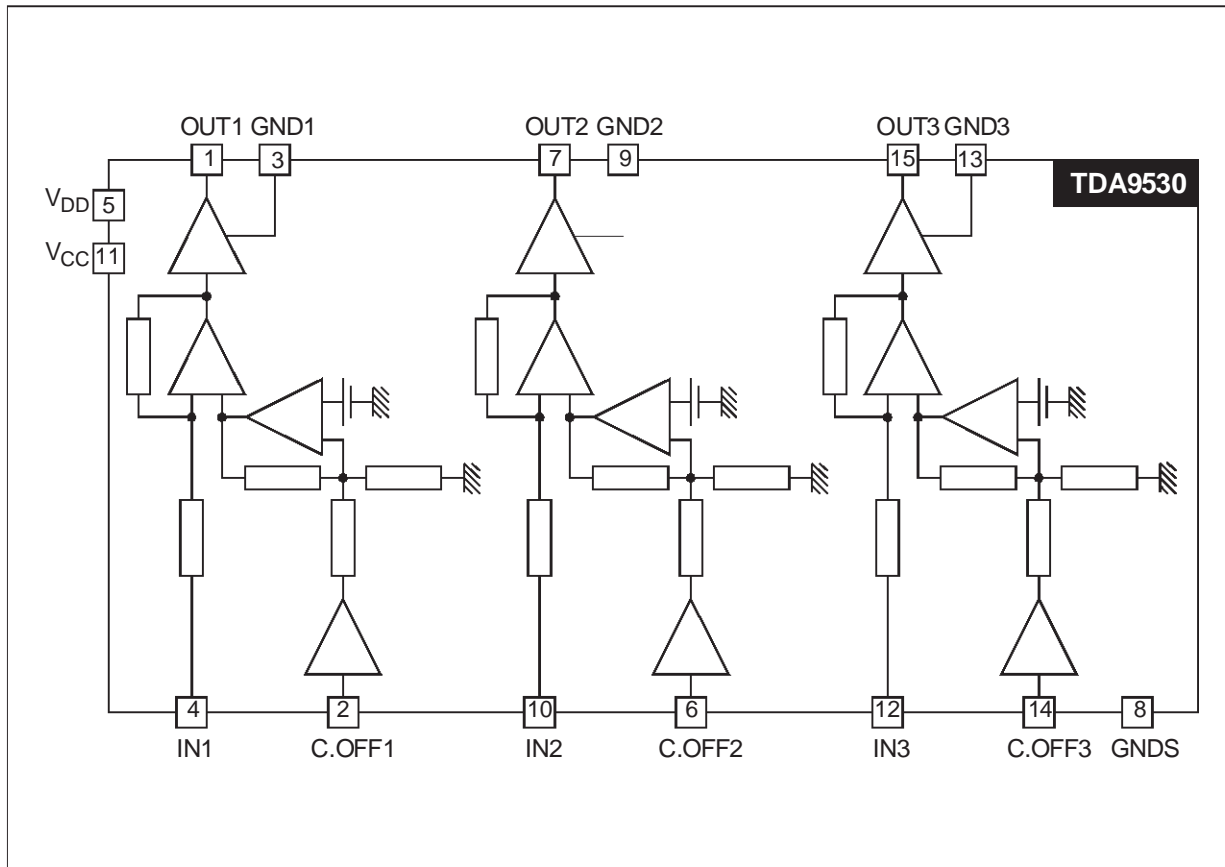 OUT1 GND1 OUT2 GND2 OUT3 GND3
1 3 7 9 15 13
TDA9530
VDD 5
VCC 11
4 2 10 6 12 14 8
IN1 C.OFF1 IN2 C.OFF2 IN3 C.OFF3 GNDS